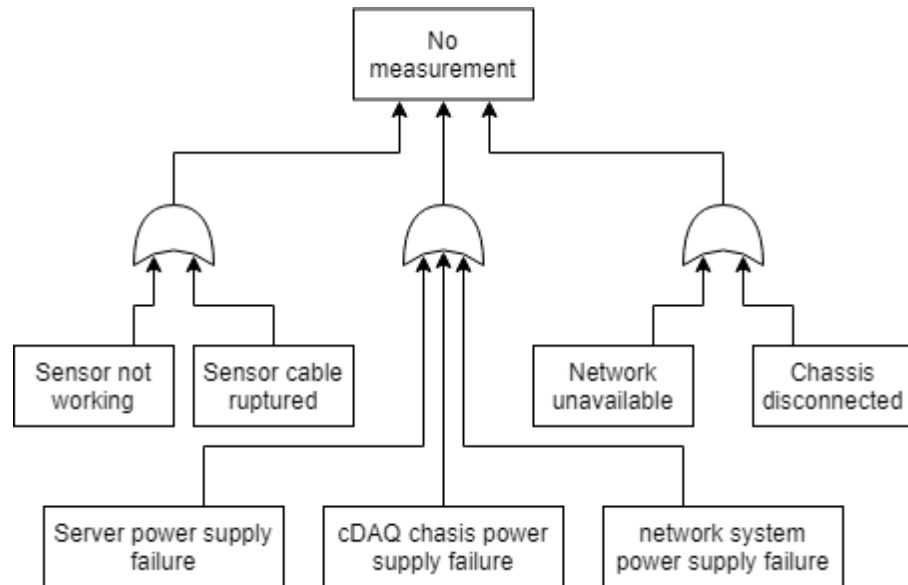 No
measurement
Sensor not
working
Sensor cable
ruptured
Network
unavailable
Chassis
disconnected
Server power supply
failure
cDAQ chasis power
supply failure
network system
power supply failure